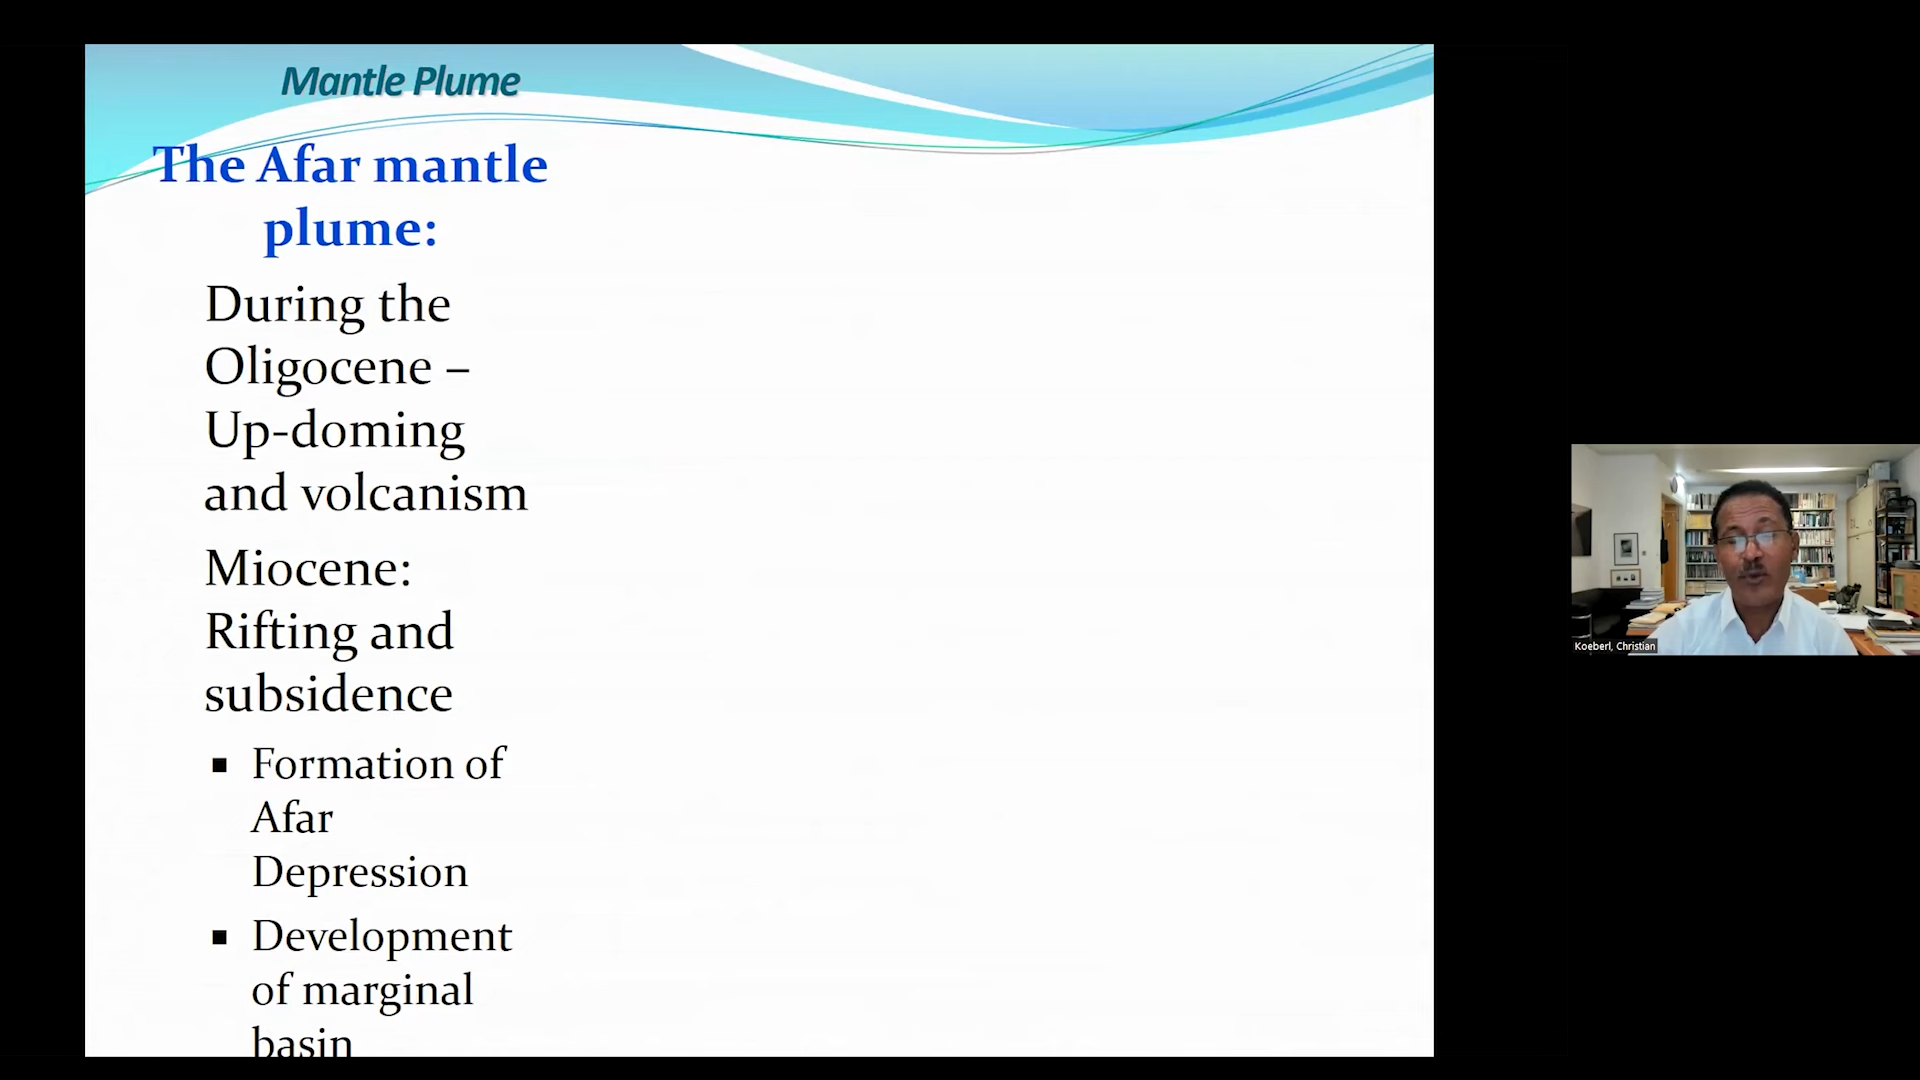 Mantle Plume
The Afar mantle
plume:
During the
Oligocene –
Up-doming
and volcanism
Miocene:
Rifting and
subsidence
▪ Formation of
Afar
Depression
▪ Development
of marginal
basin
Koeberl, Christian